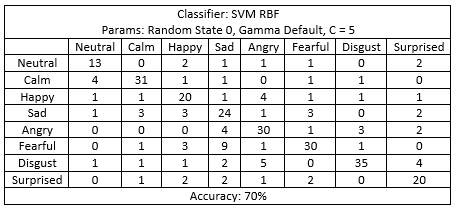 Classifier: SVM RBF
Params: Random State 0, Gamma Default, C = 5
Neutral Calm Happy Sad Angry Fearful Disgust Surprised
Neutral 13 0 2 1 1 1 0 2
Calm 4 31 1 1 0 1 1 0
Happy 1 1 20 1 4 1 1 1
Sad 1 3 3 24 1 3 0 2
Angry 0 0 0 4 30 1 3 2
Fearful 0 1 3 9 1 30 1 0
Disgust 1 1 1 2 5 0 35 4
Surprised 0 1 2 2 1 2 0 20
Accuracy: 70%